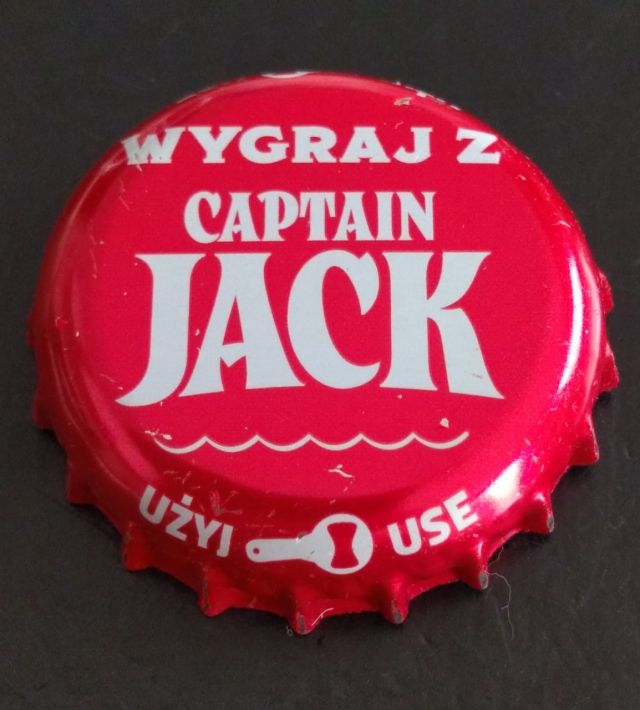 WYGRAJ Z
CAPTAIN
JACK
UŻYJ USE